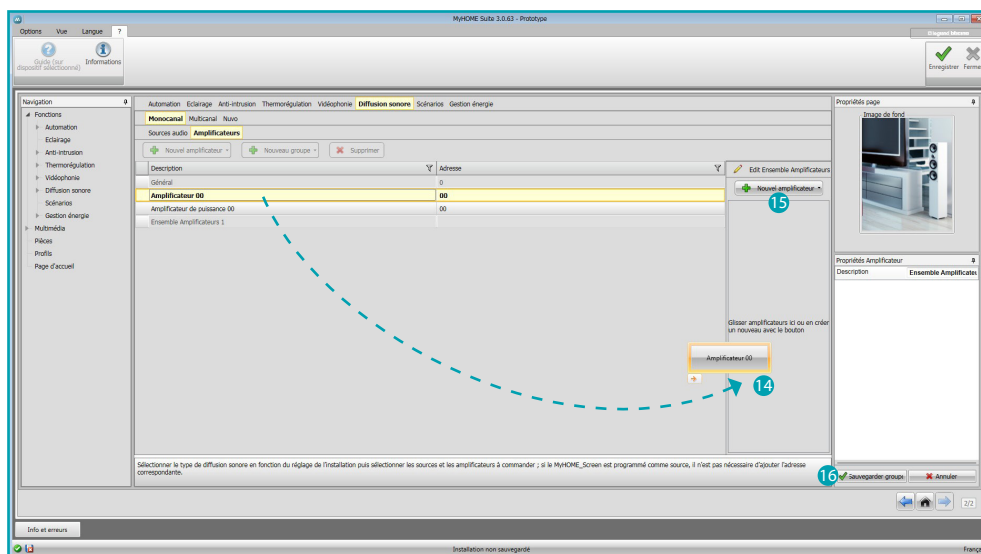 MyHOME Suite 3.0.63 - Prototype
Options Vue Langue ?
Guide (sur dispositif sélectionné)
Informations
Enregistrer
Ferme
Navigation
Fonctions
Automation
Eclairage
Anti-intrusion
Thermorégulation
Vidéophonie
Diffusion sonore
Scénarios
Gestion énergie
Multimédia
Pièces
Profils
Page d'accueil
Automation Eclairage Anti-intrusion Thermorégulation Vidéophonie Diffusion sonore Scénarios Gestion énergie
Monocanal Multicanal Nuvo
Sources audio Amplificateurs
Nouvel amplificateur
Nouveau groupe
Supprimer
Description Adresse
Général 0
Amplificateur 00 00
Amplificateur de puissance 00 00
Ensemble Amplificateurs 1
Edit Ensemble Amplificateurs
Nouvel amplificateur
15
Glisser amplificateurs ici ou en créer
un nouveau avec le bouton
Amplificateur 00
14
Propriétés page
Image de fond
Propriétés Amplificateur
Description Ensemble Amplificateu
Sélectionner le type de diffusion sonore en fonction du réglage de l'installation puis sélectionner les sources et les amplificateurs à commander ; si le MyHOME_Screen est programmé comme source, il n'est pas nécessaire d'ajouter l'adresse
correspondante.
16
Sauvegarder groupe
Annuler
2/2
Info et erreurs
Installation non sauvegardé
França